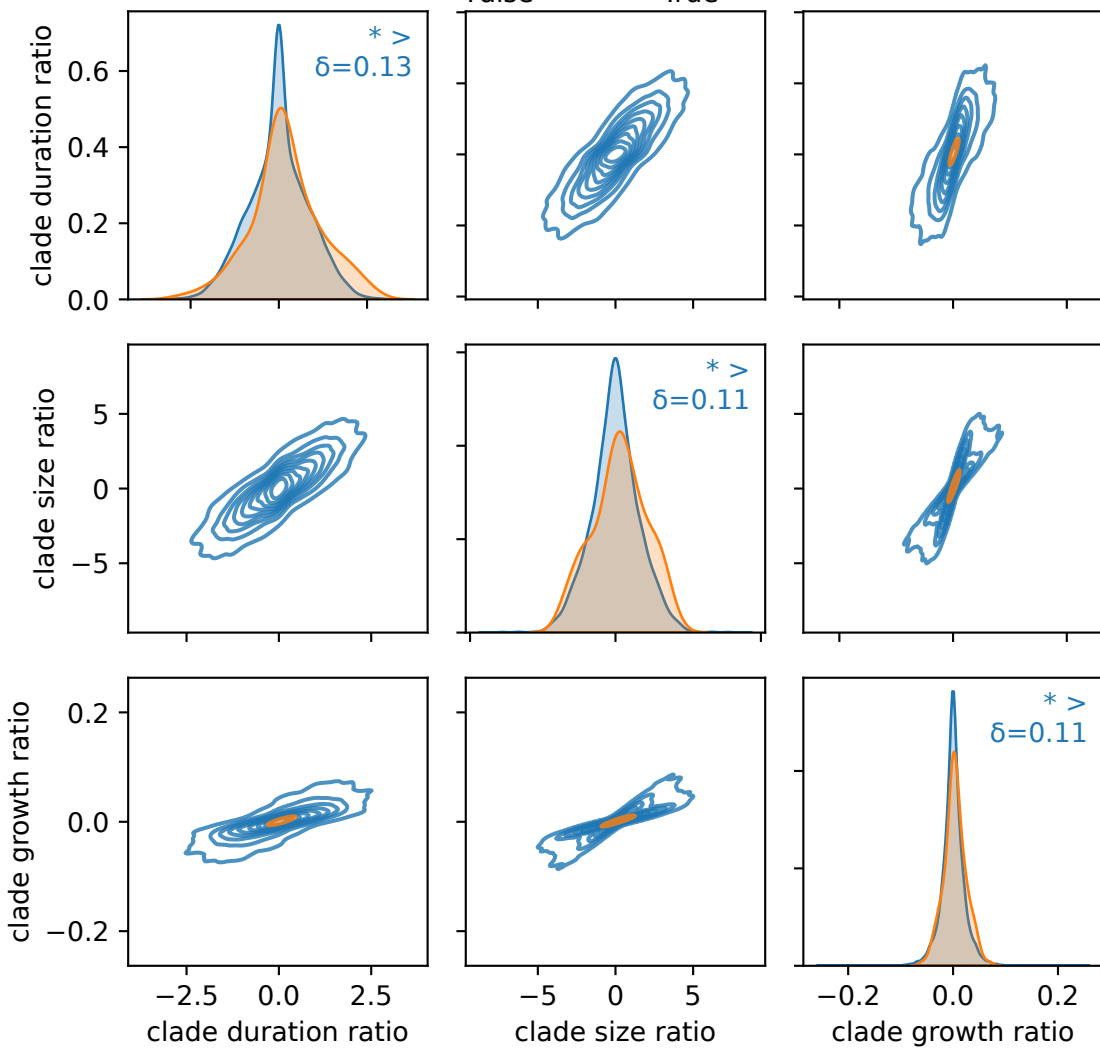 clade duration ratio
0.6
0.4
0.2
0.0
* >
δ=0.13
clade size ratio
5
0
−5
* >
δ=0.11
clade growth ratio
0.2
0.0
−0.2
* >
δ=0.11
−2.5 0.0 2.5
−5 0 5
−0.2 0.0 0.2
clade duration ratio
clade size ratio
clade growth ratio